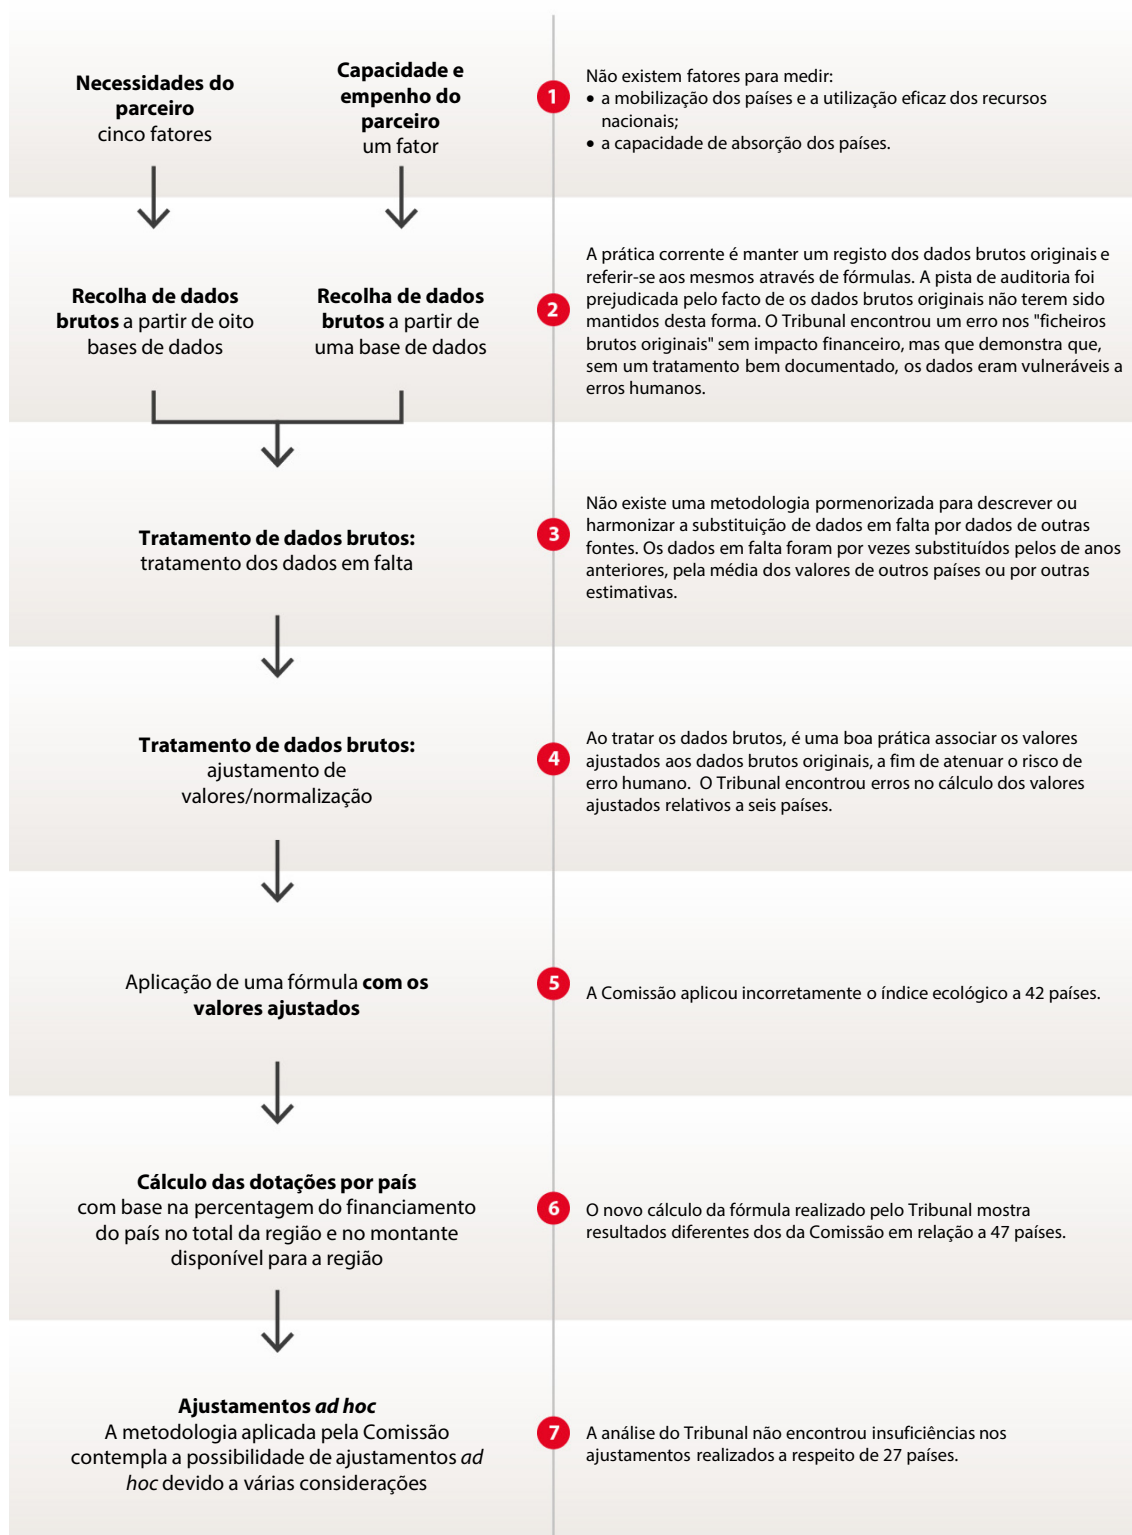 Necessidades do
parceiro
cinco fatores
Capacidade e
empenho do
parceiro
um fator
1
Não existem fatores para medir:
• a mobilização dos países e a utilização eficaz dos recursos
nacionais;
• a capacidade de absorção dos países.
Recolha de dados
brutos a partir de oito
bases de dados
Recolha de dados
brutos a partir de
uma base de dados
2
A prática corrente é manter um registo dos dados brutos originais e
referir-se aos mesmos através de fórmulas. A pista de auditoria foi
prejudicada pelo facto de os dados brutos originais não terem sido
mantidos desta forma. O Tribunal encontrou um erro nos "ficheiros
brutos originais" sem impacto financeiro, mas que demonstra que,
sem um tratamento bem documentado, os dados eram vulneráveis a
erros humanos.
Tratamento de dados brutos:
tratamento dos dados em falta
3
Não existe uma metodologia pormenorizada para descrever ou
harmonizar a substituição de dados em falta por dados de outras
fontes. Os dados em falta foram por vezes substituídos pelos de anos
anteriores, pela média dos valores de outros países ou por outras
estimativas.
Tratamento de dados brutos:
ajustamento de
valores/normalização
4
Ao tratar os dados brutos, é uma boa prática associar os valores
ajustados aos dados brutos originais, a fim de atenuar o risco de
erro humano. O Tribunal encontrou erros no cálculo dos valores
ajustados relativos a seis países.
Aplicação de uma fórmula com os
valores ajustados
5
A Comissão aplicou incorretamente o índice ecológico a 42 países.
Cálculo das dotações por país
com base na percentagem do financiamento
do país no total da região e no montante
disponível para a região
6
O novo cálculo da fórmula realizado pelo Tribunal mostra
resultados diferentes dos da Comissão em relação a 47 países.
Ajustamentos ad hoc
A metodologia aplicada pela Comissão
contempla a possibilidade de ajustamentos ad
hoc devido a várias considerações
7
A análise do Tribunal não encontrou insuficiências nos
ajustamentos realizados a respeito de 27 países.